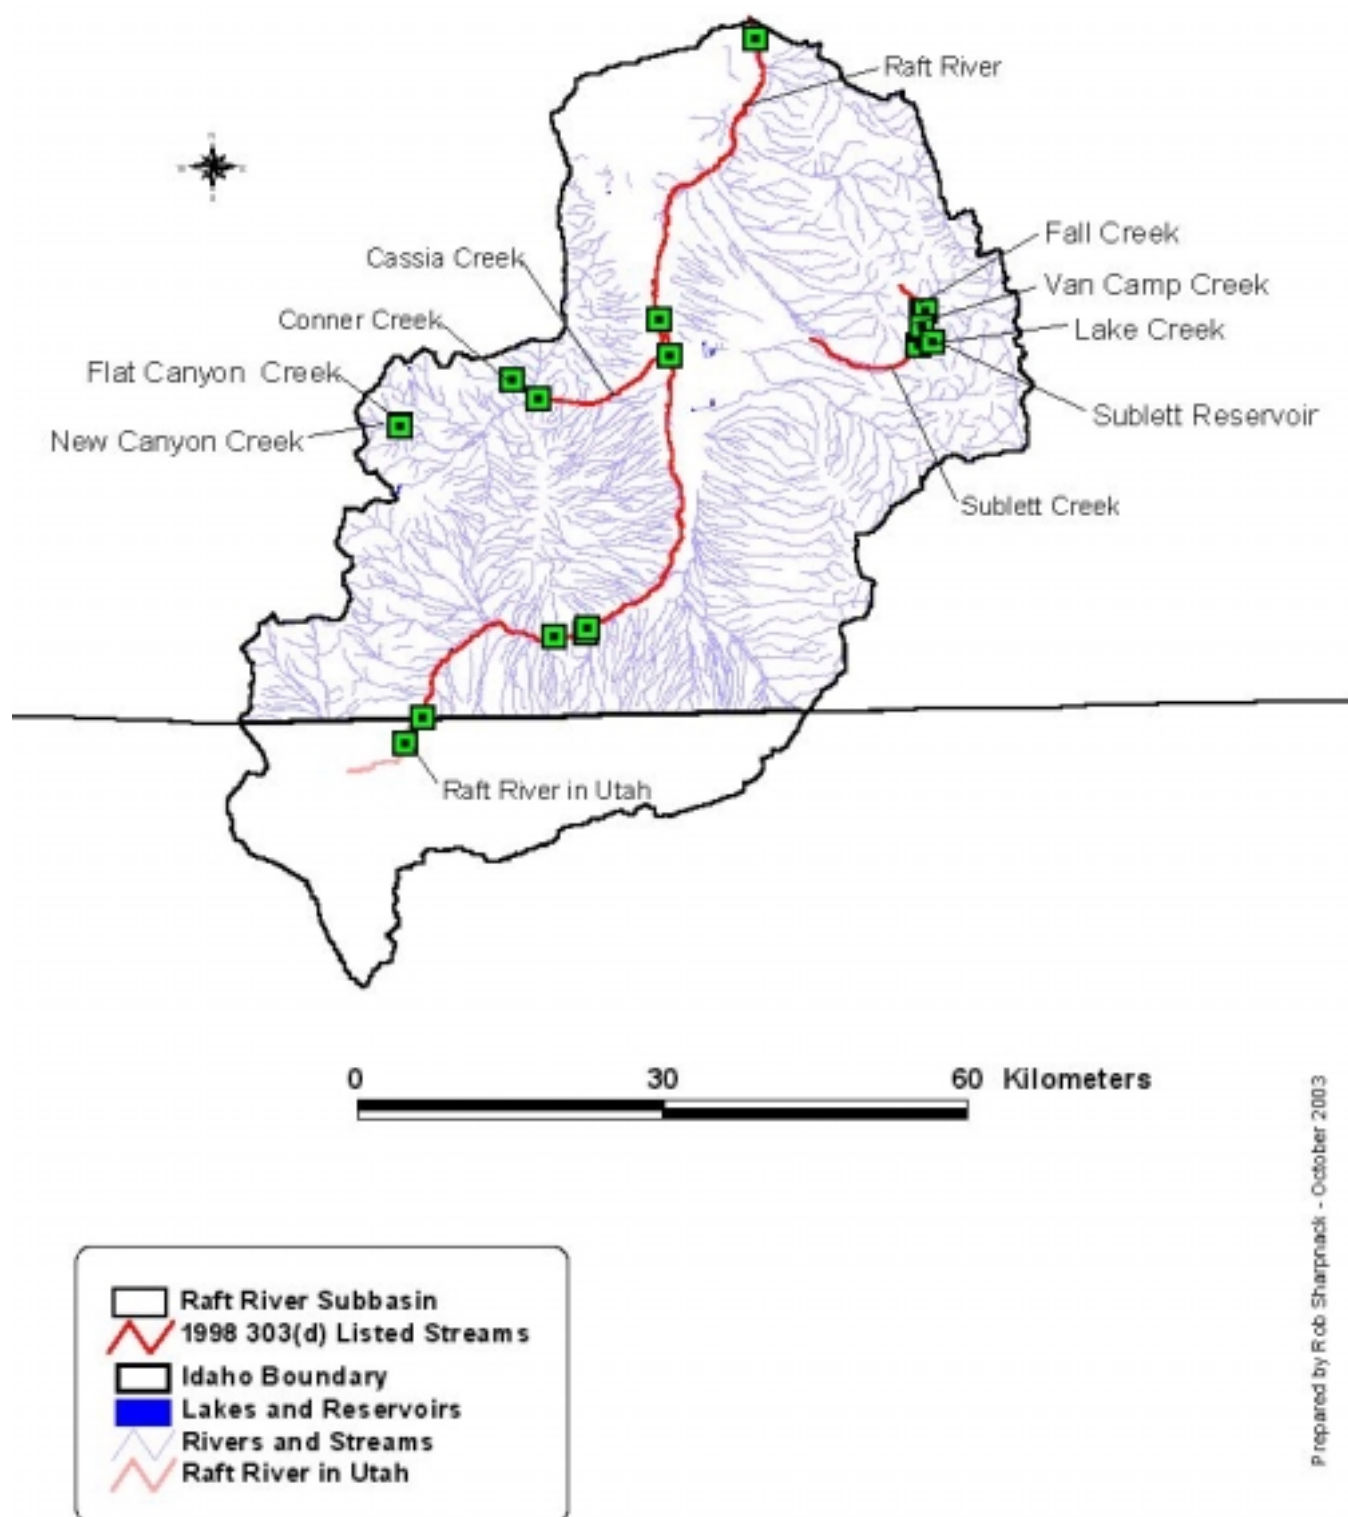 Raft River
Fall Creek
Cassia Creek
Van Camp Creek
Conner Creek
Lake Creek
Flat Canyon Creek
Sublett Reservoir
New Canyon Creek
Sublett Creek
Raft River in Utah
0 30 60 Kilometers
Prepared by Rob Sharpnack - October 2003
Raft River Subbasin
1998 303(d) Listed Streams
Idaho Boundary
Lakes and Reservoirs
Rivers and Streams
Raft River in Utah